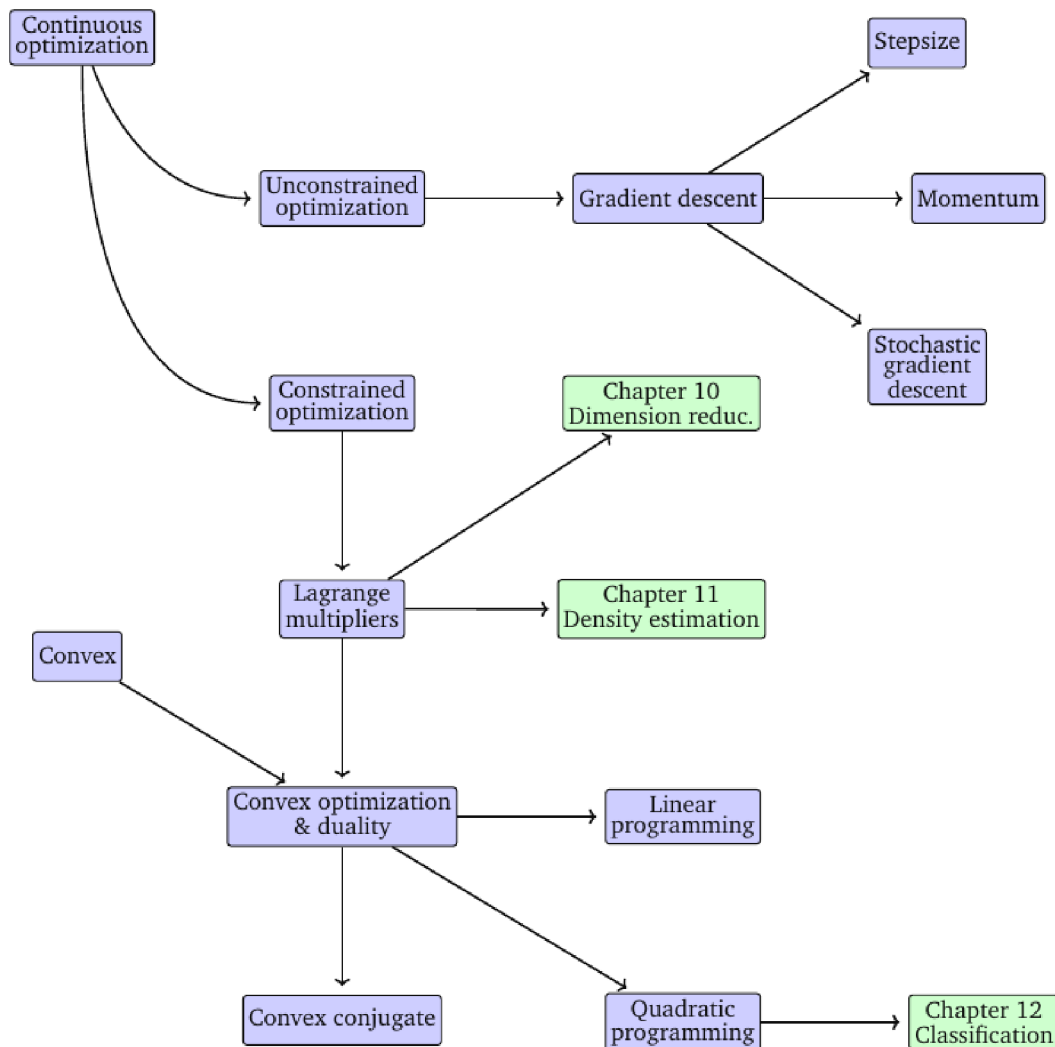 Continuous
optimization
Stepsize
Unconstrained
optimization
Gradient descent
Momentum
Stochastic
gradient
descent
Constrained
optimization
Chapter 10
Dimension reduc.
Lagrange
multipliers
Chapter 11
Density estimation
Convex
Convex optimization
& duality
Linear
programming
Convex conjugate
Quadratic
programming
Chapter 12
Classification